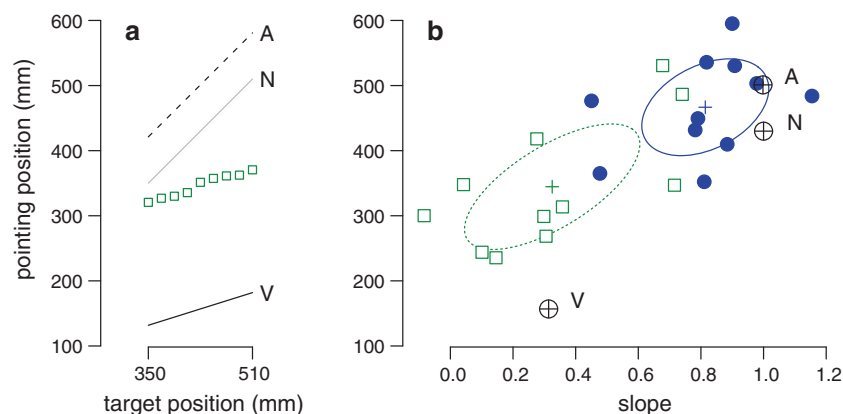 a
b
pointing position (mm)
600
500
400
300
200
100
A
N
V
350
510
target position (mm)
600
500
400
300
200
100
A
N
V
0.0 0.2 0.4 0.6 0.8 1.0 1.2
slope